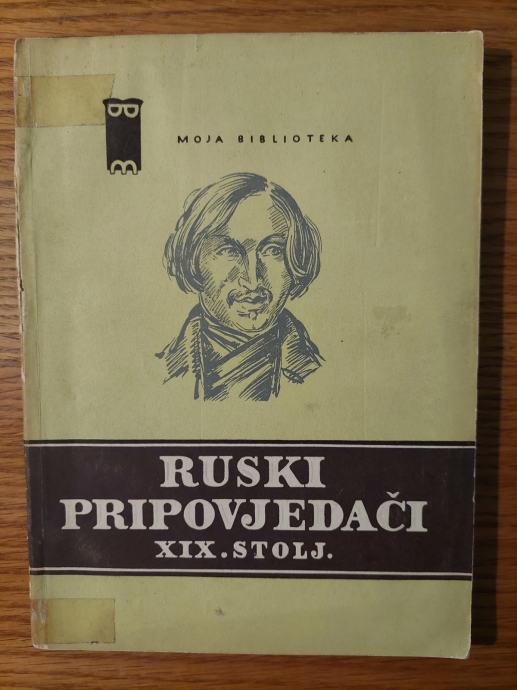 MOJA BIBLIOTEKA
RUSKI
PRIPOVJEDAČI
XIX. STOLJ.